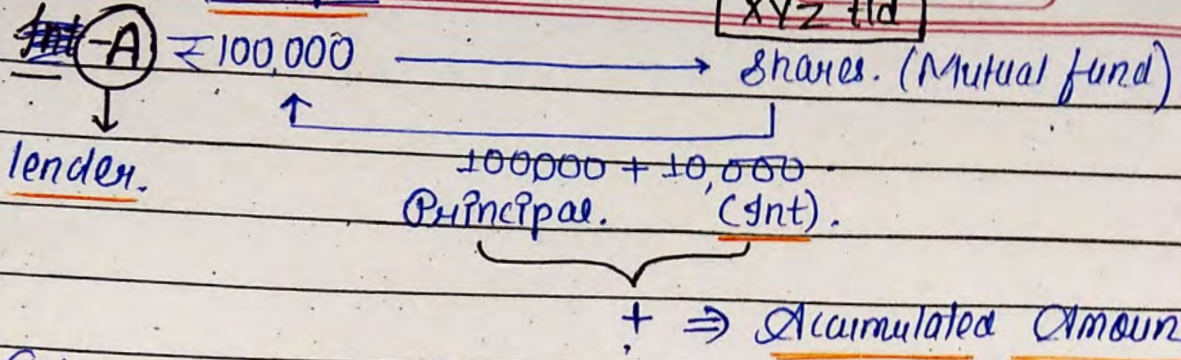 XYZ ltd
-A ₹100,000 → Shares. (Mutual fund)
lender.
100000 + 10,000
Principal. (Int).
+ ⇒ Accumulated Amoun